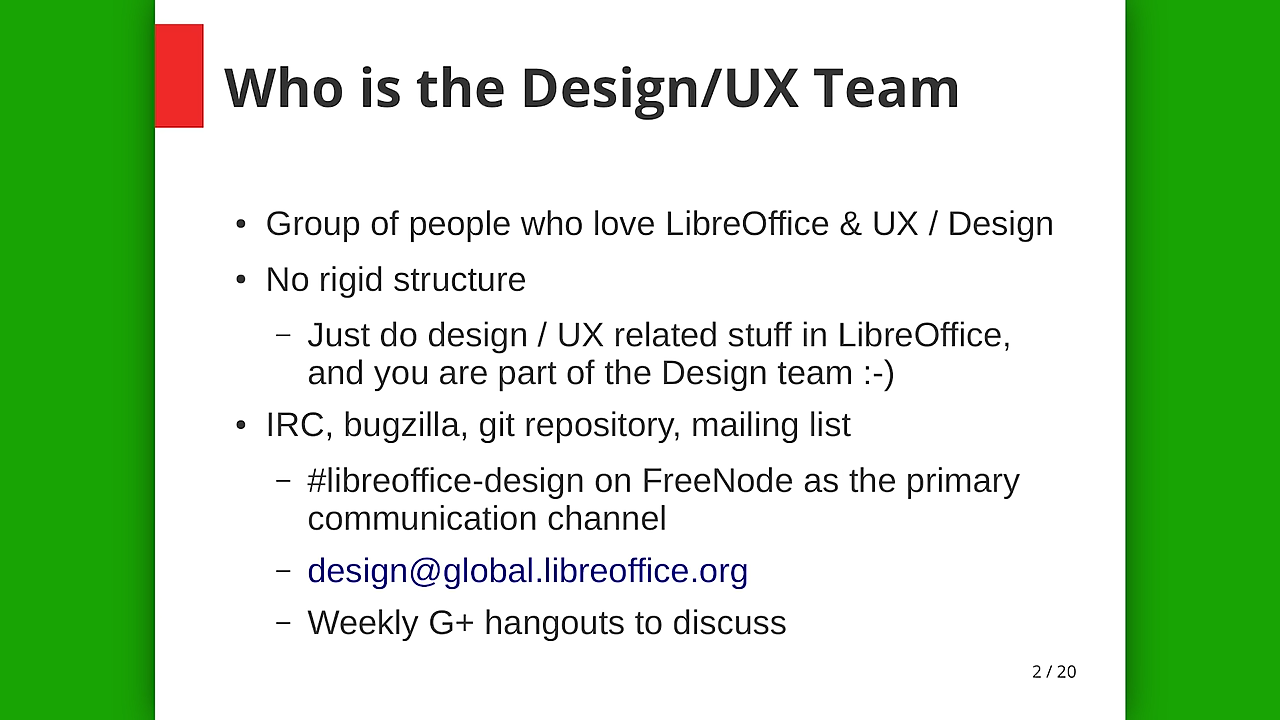 Who is the Design/UX Team
• Group of people who love LibreOffice & UX / Design
• No rigid structure
– Just do design / UX related stuff in LibreOffice,
and you are part of the Design team :-)
• IRC, bugzilla, git repository, mailing list
– #libreoffice-design on FreeNode as the primary
communication channel
– design@global.libreoffice.org
– Weekly G+ hangouts to discuss
2 / 20